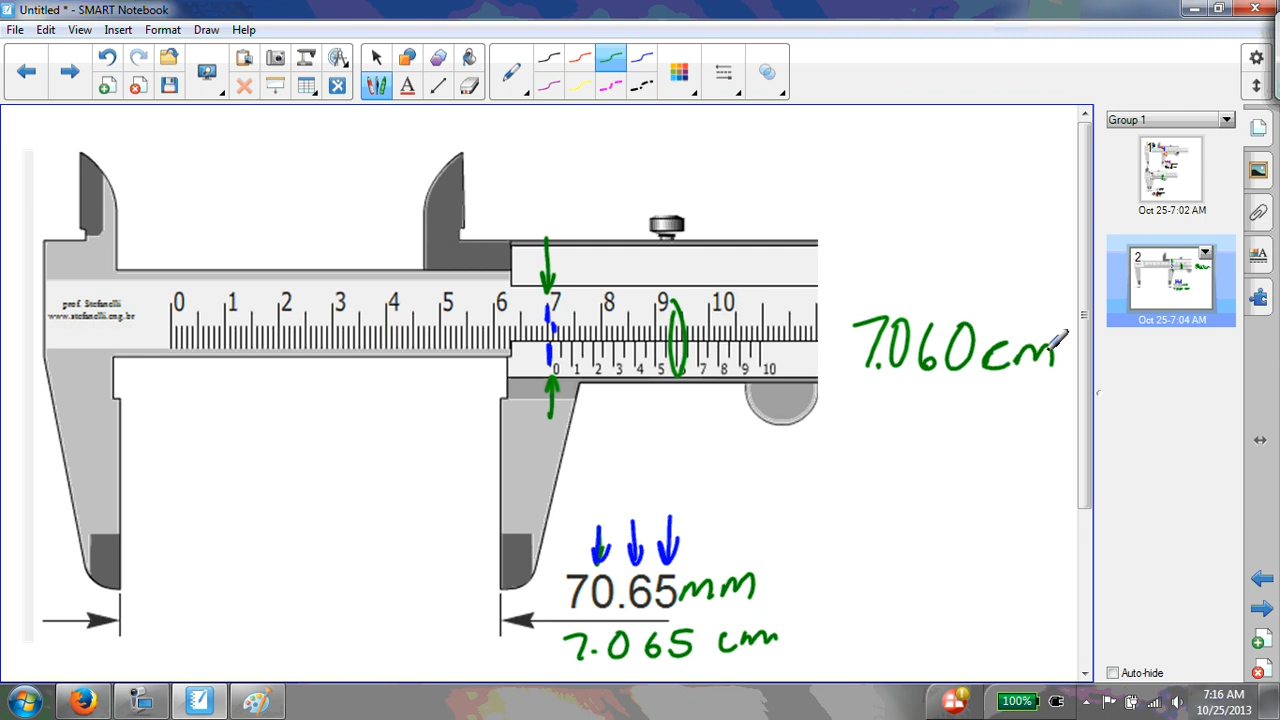 Untitled * - SMART Notebook
File Edit View Insert Format Draw Help
A
Group 1
Oct 25-7:02 AM
2
Oct 25-7:04 AM
prof. Stefanelli
www.stefanelli.eng.br
0 1 2 3 4 5 6 7 8 9 10
0 1 2 3 4 5 6 7 8 9 10
7.060 cm
70.65 mm
7.065 cm
Auto-hide
100%
7:16 AM
10/25/2013